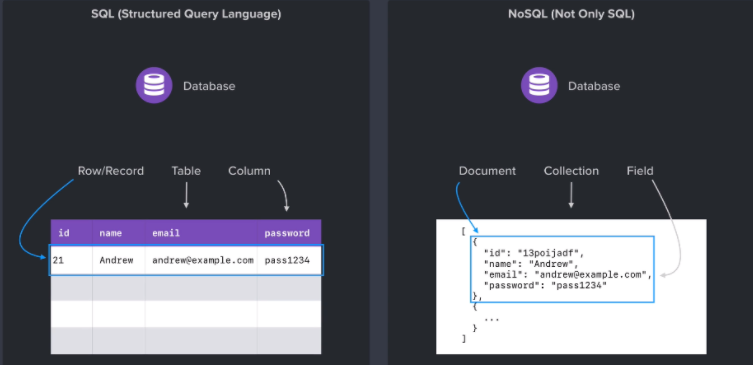 SQL (Structured Query Language)
Database
Row/Record Table Column
id name email password
21 Andrew andrew@example.com pass1234
NoSQL (Not Only SQL)
Database
Document Collection Field
[
{
"id": "13poijadf",
"name": "Andrew",
"email": "andrew@example.com",
"password": "pass1234"
},
{
...
}
]